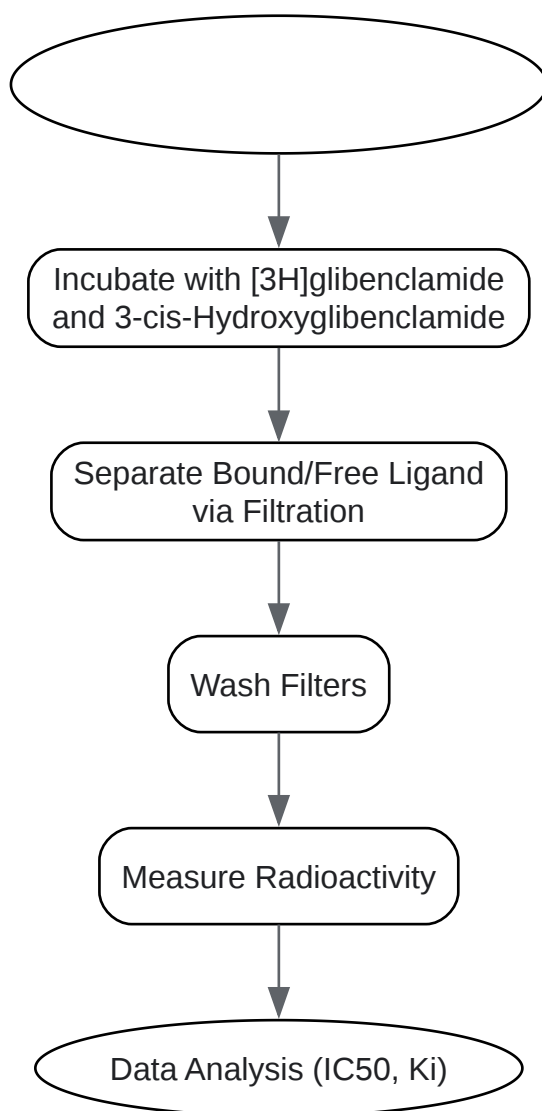 Incubate with [3H]glibenclamide
and 3-cis-Hydroxyglibenclamide
Separate Bound/Free Ligand
via Filtration
Wash Filters
Measure Radioactivity
Data Analysis (IC50, Ki)